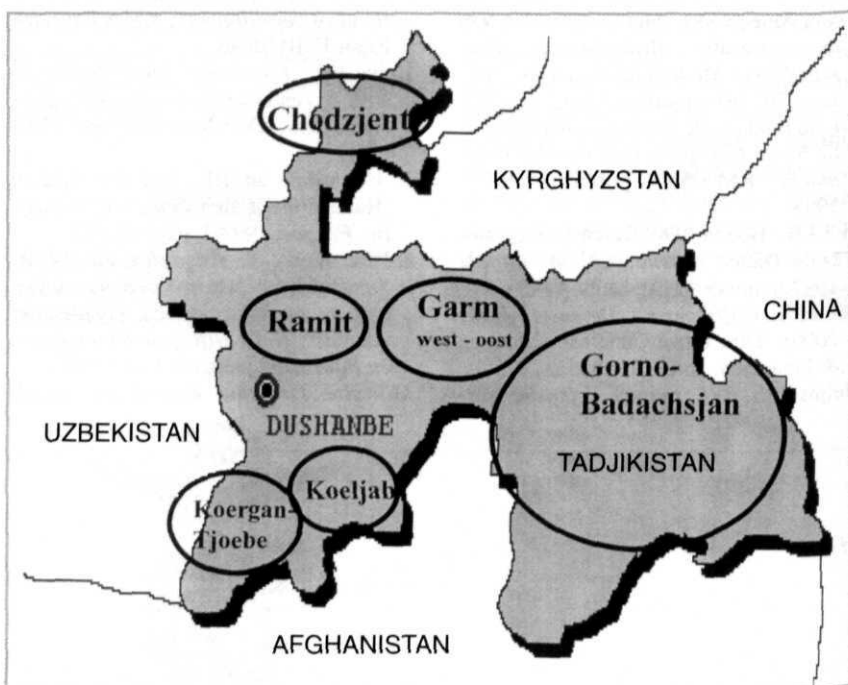 Chodzjent
KYRGHYZSTAN
Ramit
Garm
west - oost
CHINA
Gorno-
Badachsjan
UZBEKISTAN
DUSHANBE
TADJIKISTAN
Koeljab
Koergan-
Tjoebe
AFGHANISTAN